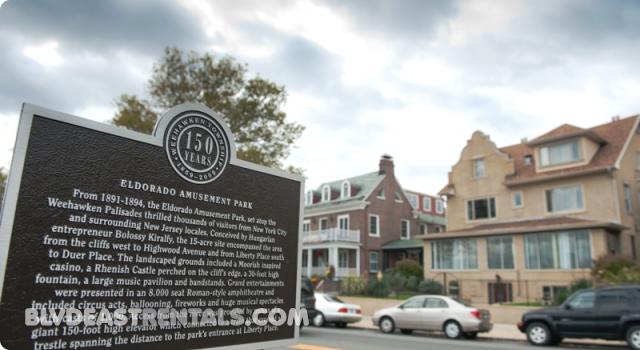 WEEHAWKEN TOWNSHIP
150
YEARS
1859-2009
ELDORADO AMUSEMENT PARK
From 1891-1894, the Eldorado Amusement Park, set atop the
Weehawken Palisades thrilled thousands of visitors from New York City
and surrounding New Jersey locales. Conceived by Hungarian
entrepreneur Bolossy Kiralfy, the 15-acre site encompassed the area
from the cliffs west to Highwood Avenue and from Liberty Place south
to Duer Place. The landscaped grounds included a Moorish inspired
casino, a Rhenish Castle perched on the cliff's edge, a 30-foot high
fountain, a large music pavilion and bandstands. Grand entertainments
were presented in an 8,000 seat Roman-style amphitheatre and
included circus acts, ballooning, fireworks and huge musical spectacles
BLVDEASTRENTALS.COM
giant 150-foot high elevator which connected
trestle spanning the distance to the park's entrance at Liberty Place.